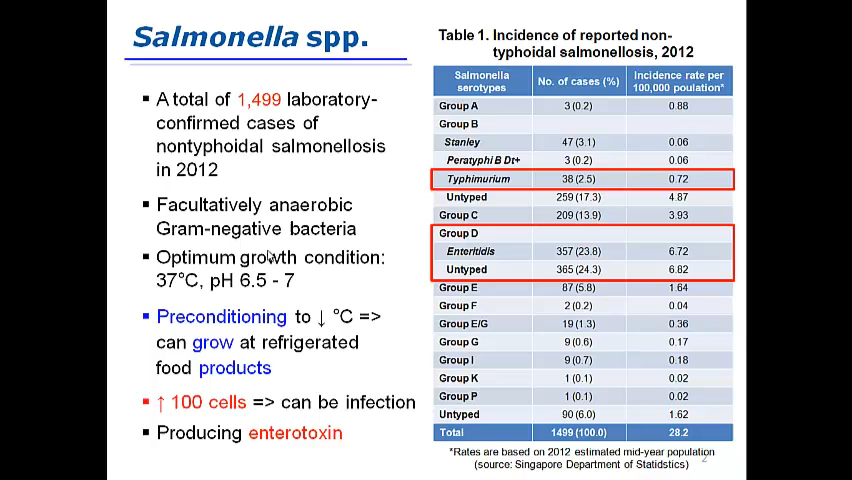 Salmonella spp.
▪ A total of 1,499 laboratory-
confirmed cases of
nontyphoidal salmonellosis
in 2012
▪ Facultatively anaerobic
Gram-negative bacteria
▪ Optimum growth condition:
37°C, pH 6.5 - 7
▪ Preconditioning to ↓ °C =>
can grow at refrigerated
food products
▪ ↑ 100 cells => can be infection
▪ Producing enterotoxin
Table 1. Incidence of reported non-
typhoidal salmonellosis, 2012
Salmonella serotypes | No. of cases (%) | Incidence rate per 100,000 poulation*
Group A 3 (0.2) 0.88
Group B
Stanley 47 (3.1) 0.06
Peratyphi B Dt+ 3 (0.2) 0.06
Typhimurium 38 (2.5) 0.72
Untyped 259 (17.3) 4.87
Group C 209 (13.9) 3.93
Group D
Enteritidis 357 (23.8) 6.72
Untyped 365 (24.3) 6.82
Group E 87 (5.8) 1.64
Group F 2 (0.2) 0.04
Group E/G 19 (1.3) 0.36
Group G 9 (0.6) 0.17
Group I 9 (0.7) 0.18
Group K 1 (0.1) 0.02
Group P 1 (0.1) 0.02
Untyped 90 (6.0) 1.62
Total 1499 (100.0) 28.2
*Rates are based on 2012 estimated mid-year population
(source: Singapore Department of Statidstics)
2